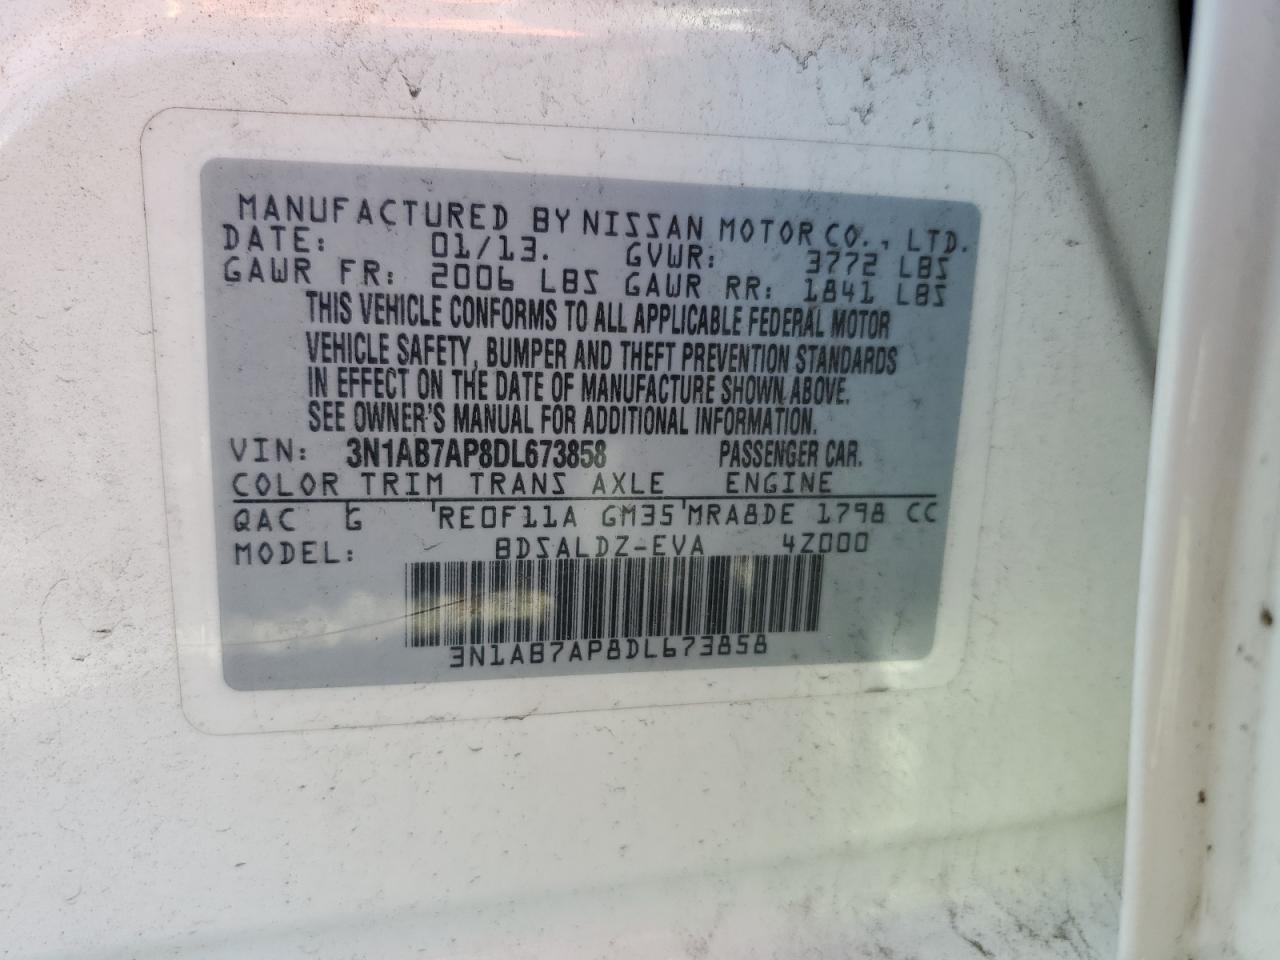 MANUFACTURED BY NISSAN MOTOR CO., LTD.
DATE: 01/13. GVWR: 3772 LBS
GAWR FR: 2006 LBS GAWR RR: 1841 LBS
THIS VEHICLE CONFORMS TO ALL APPLICABLE FEDERAL MOTOR
VEHICLE SAFETY, BUMPER AND THEFT PREVENTION STANDARDS
IN EFFECT ON THE DATE OF MANUFACTURE SHOWN ABOVE.
SEE OWNER'S MANUAL FOR ADDITIONAL INFORMATION.
VIN: 3N1AB7AP8DL673858 PASSENGER CAR.
COLOR TRIM TRANS AXLE ENGINE
QAC G 'RE0F11A GM35'MRA8DE 1798 CC
MODEL: BDSALDZ-EVA 4Z000
3N1AB7AP8DL673858